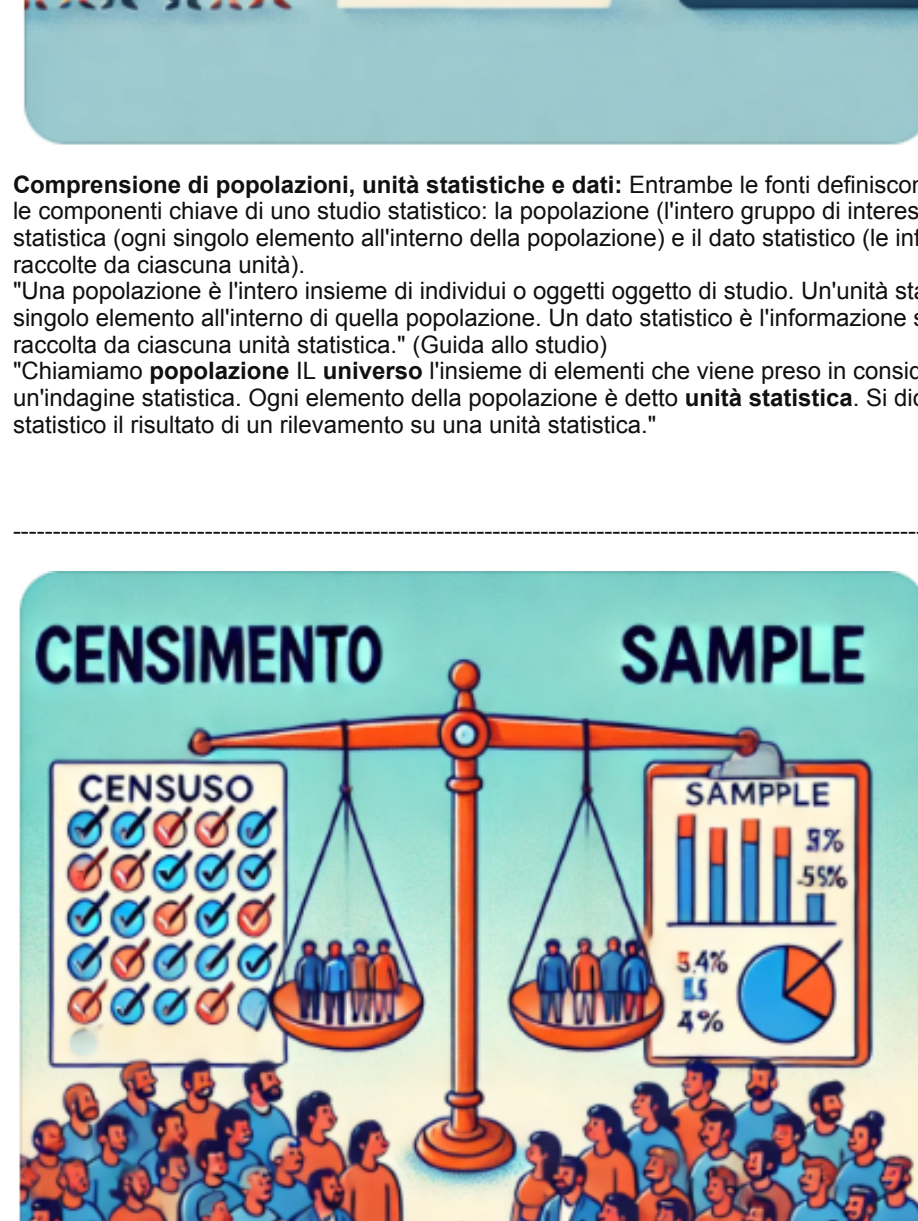 Comprensione di popolazioni, unità statistiche e dati: Entrambe le fonti definiscor
le componenti chiave di uno studio statistico: la popolazione (l'intero gruppo di interes
statistica (ogni singolo elemento all'interno della popolazione) e il dato statistico (le inf
raccolte da ciascuna unità).
"Una popolazione è l'intero insieme di individui o oggetti oggetto di studio. Un'unità sta
singolo elemento all'interno di quella popolazione. Un dato statistico è l'informazione s
raccolta da ciascuna unità statistica." (Guida allo studio)
"Chiamiamo popolazione IL universo l'insieme di elementi che viene preso in consid
un'indagine statistica. Ogni elemento della popolazione è detto unità statistica. Si dic
statistico il risultato di un rilevamento su una unità statistica."
CENSIMENTO SAMPLE
CENSUSO
SAMPPLE
4%